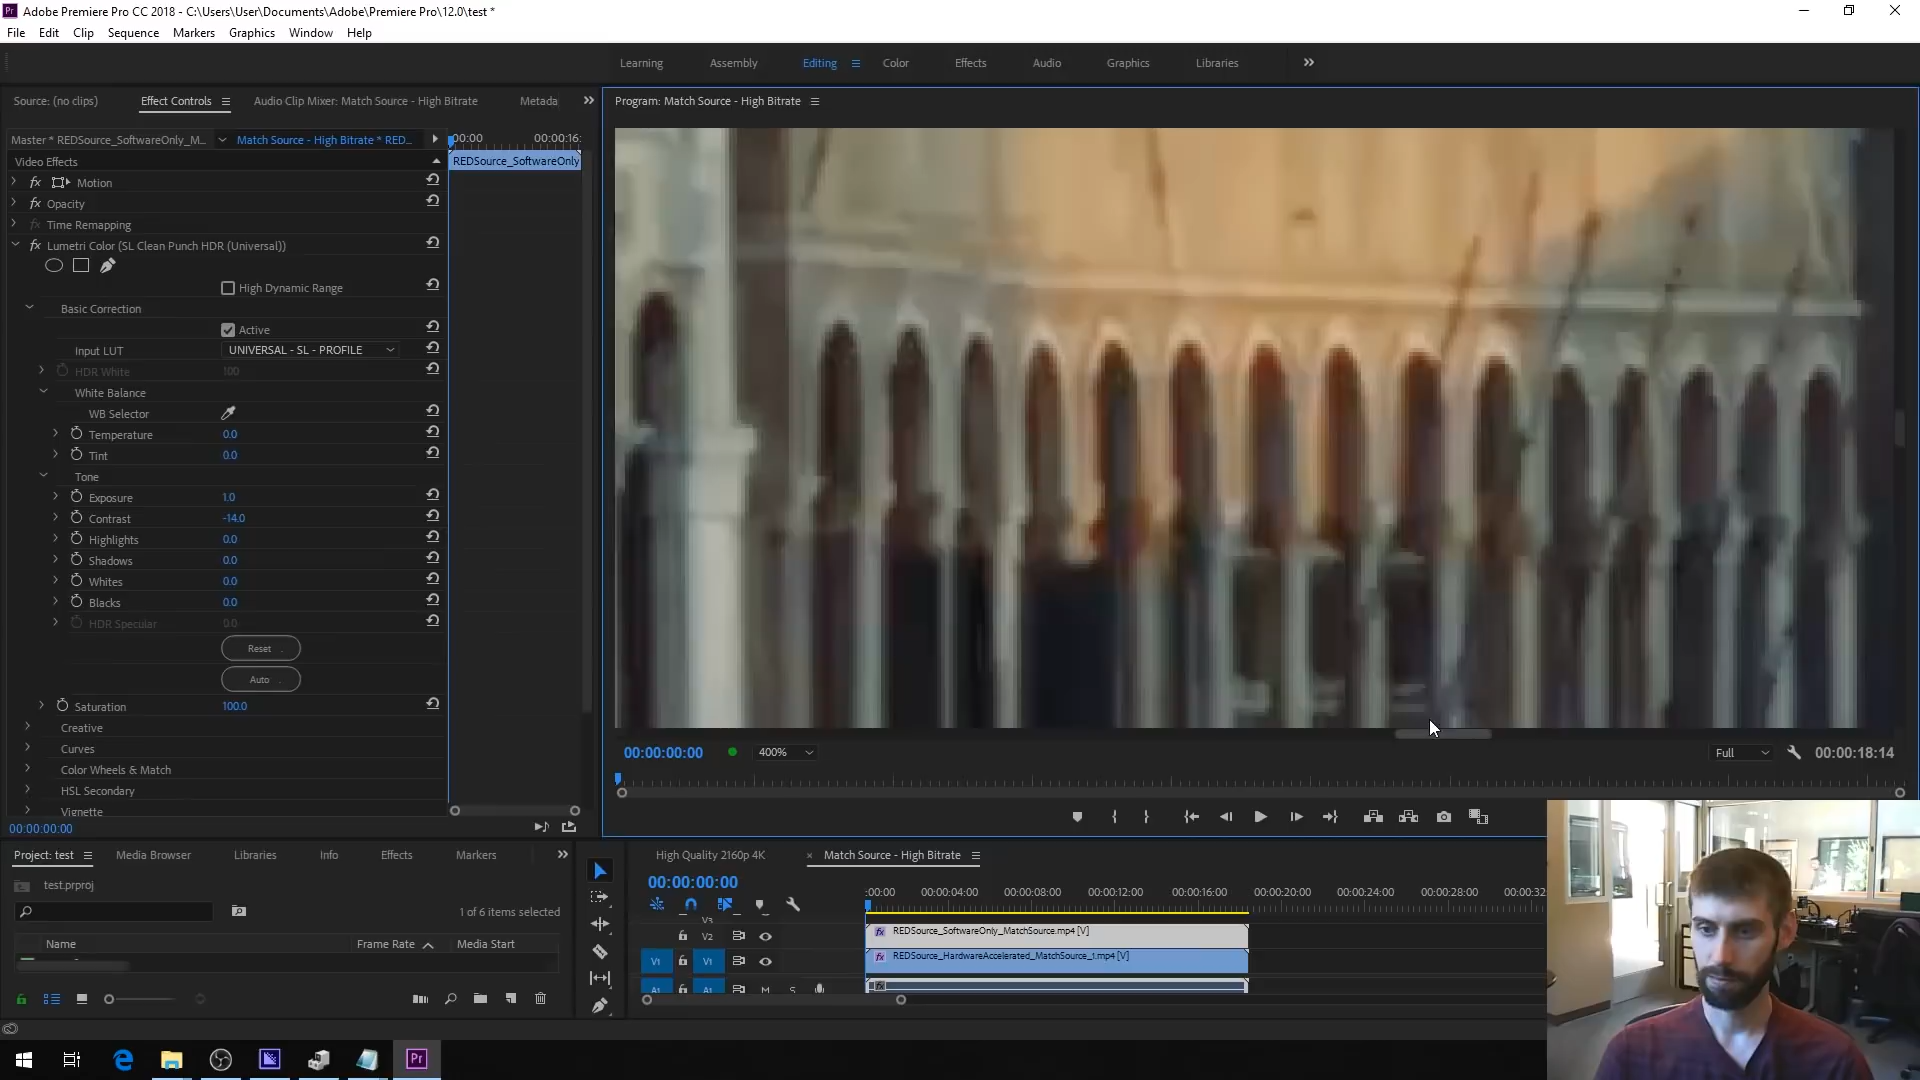 Adobe Premiere Pro CC 2018 - C:\Users\User\Documents\Adobe\Premiere Pro\12.0\test *
File Edit Clip Sequence Markers Graphics Window Help
Learning Assembly Editing Color Effects Audio Graphics Libraries
Source: (no clips) Effect Controls Audio Clip Mixer: Match Source - High Bitrate Metada
Program: Match Source - High Bitrate
Master * REDSource_SoftwareOnly_M... Match Source - High Bitrate * RED...
:00:00 00:00:16:
Video Effects
REDSource_SoftwareOnly
fx Motion
fx Opacity
fx Time Remapping
fx Lumetri Color (SL Clean Punch HDR (Universal))
High Dynamic Range
Basic Correction
Active
Input LUT UNIVERSAL - SL - PROFILE
HDR White 100
White Balance
WB Selector
Temperature 0.0
Tint 0.0
Tone
Exposure 1.0
Contrast -14.0
Highlights 0.0
Shadows 0.0
Whites 0.0
Blacks 0.0
HDR Specular 0.0
Reset
Auto
Saturation 100.0
Creative
Curves
Color Wheels & Match
HSL Secondary
Vignette
00:00:00:00
00:00:00:00 400% Full 00:00:18:14
Project: test Media Browser Libraries Info Effects Markers
test.prproj
1 of 6 items selected
Name Frame Rate Media Start
High Quality 2160p 4K × Match Source - High Bitrate
00:00:00:00
:00:00 00:00:04:00 00:00:08:00 00:00:12:00 00:00:16:00 00:00:20:00 00:00:24:00 00:00:28:00 00:00:32
V3
V2 fx REDSource_SoftwareOnly_MatchSource.mp4 [V]
V1 V1 fx REDSource_HardwareAccelerated_MatchSource_1.mp4 [V]
A1 A1 M S fx
Pr